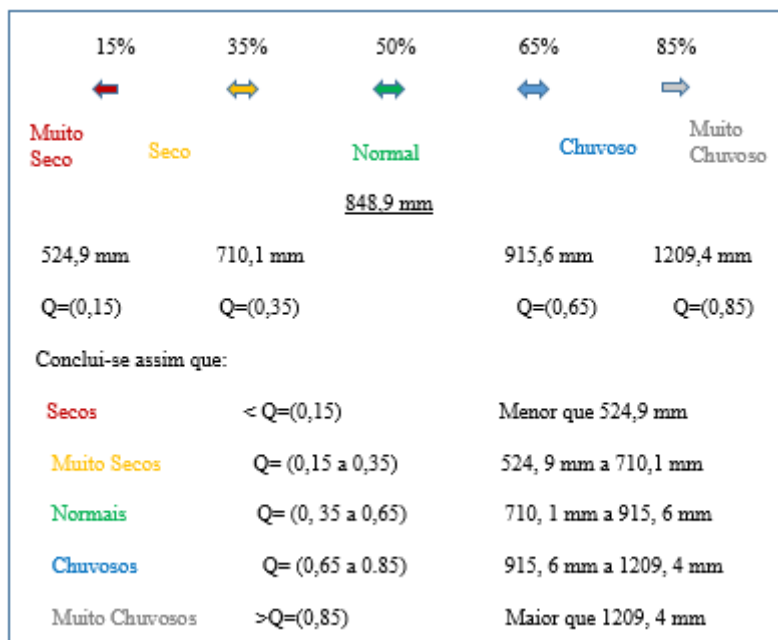 15% 35% 50% 65% 85%
Muito Seco Seco Normal Chuvoso Muito Chuvoso
848,9 mm
524,9 mm 710,1 mm 915,6 mm 1209,4 mm
Q=(0,15) Q=(0,35) Q=(0,65) Q=(0,85)
Conclui-se assim que:
Secos < Q=(0,15) Menor que 524,9 mm
Muito Secos Q= (0,15 a 0,35) 524, 9 mm a 710,1 mm
Normais Q= (0, 35 a 0,65) 710, 1 mm a 915, 6 mm
Chuvosos Q= (0,65 a 0.85) 915, 6 mm a 1209, 4 mm
Muito Chuvosos >Q=(0,85) Maior que 1209, 4 mm